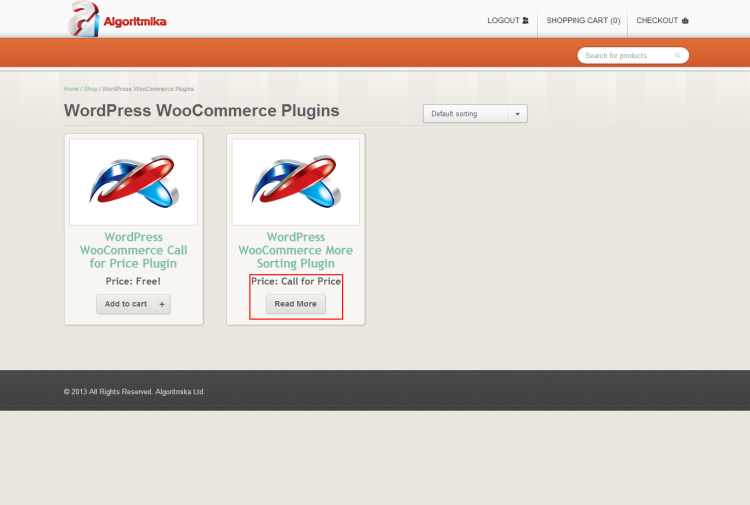 Algoritmika
LOGOUT
SHOPPING CART (0)
CHECKOUT
Search for products
Home / Shop / WordPress WooCommerce Plugins
WordPress WooCommerce Plugins
Default sorting
WordPress
WooCommerce Call
for Price Plugin
Price: Free!
Add to cart +
WordPress
WooCommerce More
Sorting Plugin
Price: Call for Price
Read More
© 2013 All Rights Reserved. Algoritmika Ltd.